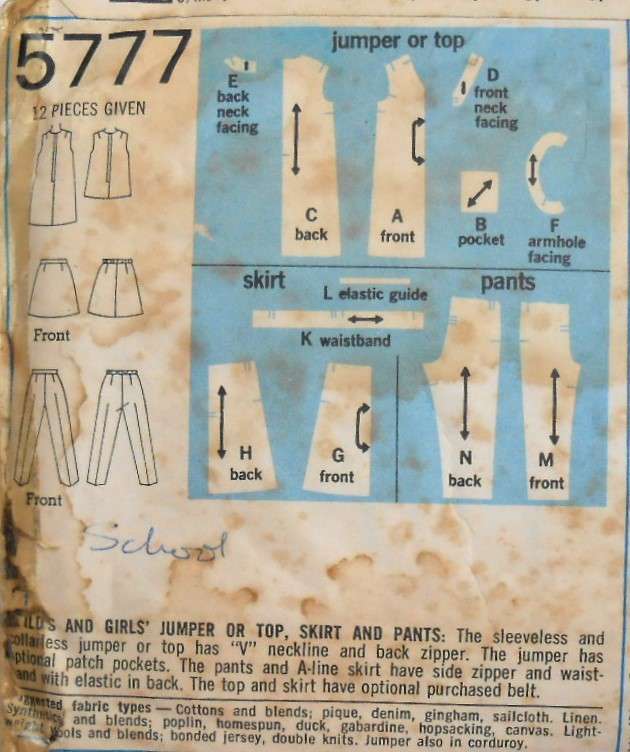 5777
12 PIECES GIVEN
jumper or top
E
back
neck
facing
D
front
neck
facing
C
back
A
front
B
pocket
F
armhole
facing
skirt
pants
L elastic guide
K waistband
H
back
G
front
N
back
M
front
Front
Front
School
AND GIRLS' JUMPER OR TOP, SKIRT AND PANTS: The sleeveless and
jumper or top has "V" neckline and back zipper. The jumper has
patch pockets. The pants and A-line skirt have side zipper and waist-
with elastic in back. The top and skirt have optional purchased belt.
fabric types — Cottons and blends; pique, denim, gingham, sailcloth. Linen.
and blends; poplin, homespun, duck, gabardine, hopsacking, canvas. Light-
weight and blends; bonded jersey, double knits. Jumper also in corduroy.